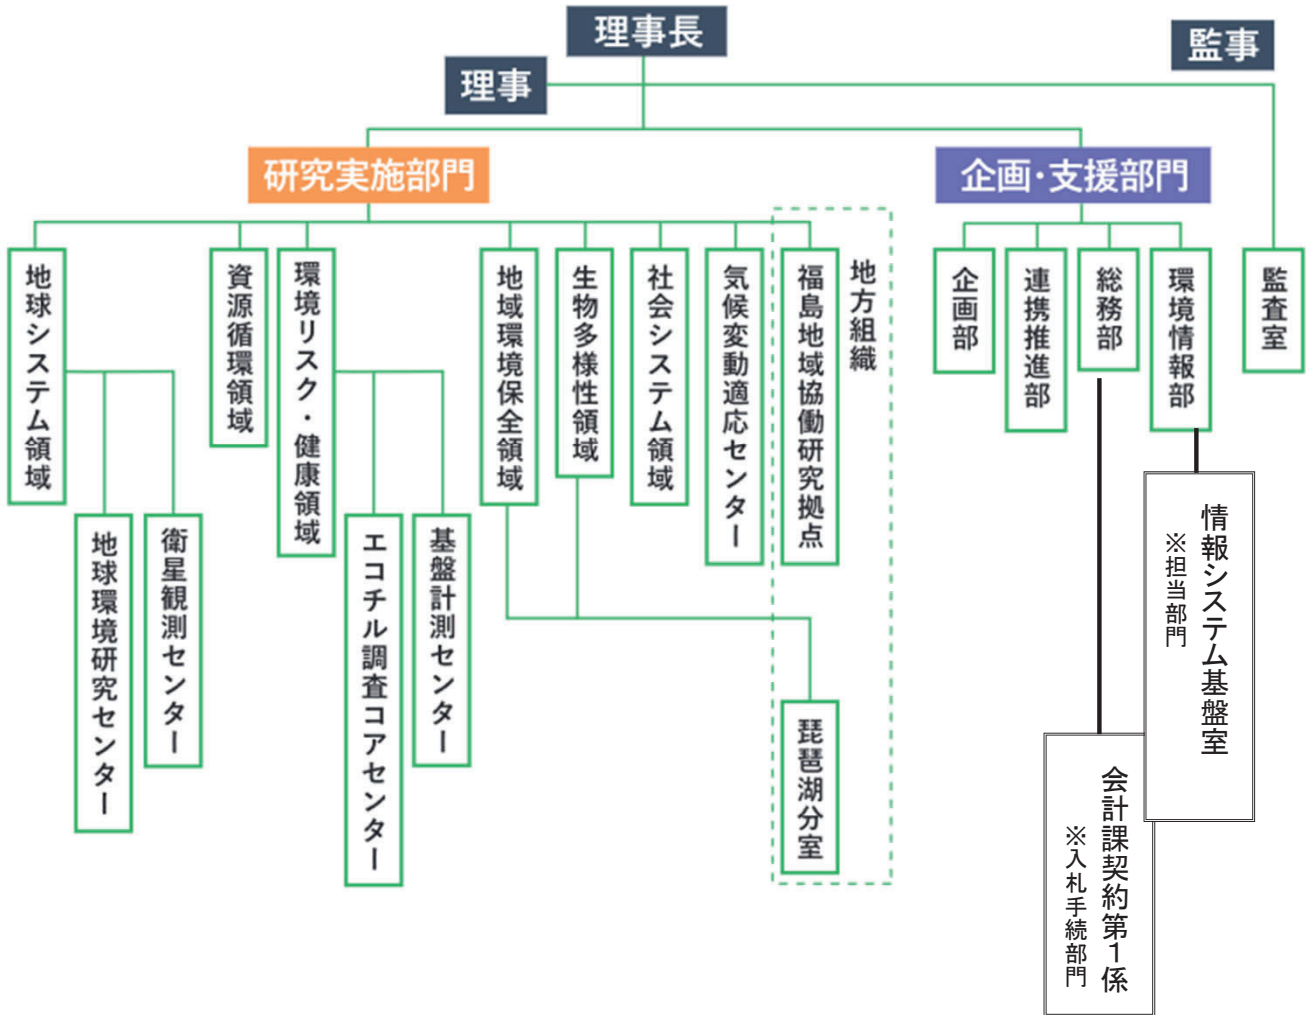 理事長
監事
理事
研究実施部門
企画・支援部門
地球システム領域
資源循環領域
環境リスク・健康領域
地域環境保全領域
生物多様性領域
社会システム領域
気候変動適応センター
福島地域協働研究拠点
地方組織
企画部
連携推進部
総務部
環境情報部
監査室
地球環境研究センター
衛星観測センター
エコチル調査コアセンター
基盤計測センター
琵琶湖分室
情報システム基盤室
※担当部門
会計課契約第1係
※入札手続部門